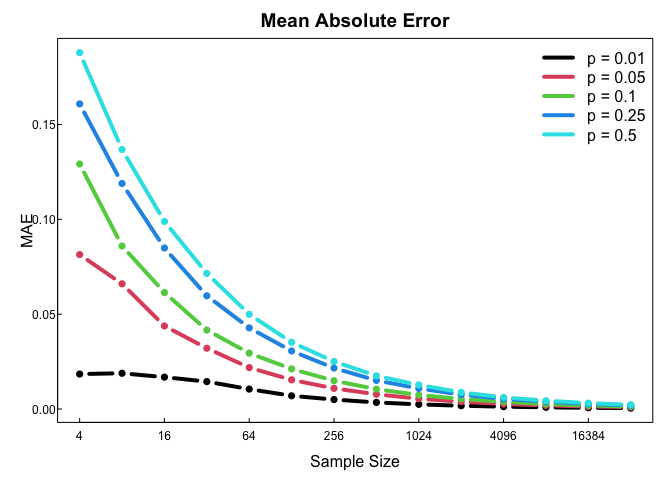 Mean Absolute Error
p = 0.01
p = 0.05
p = 0.1
p = 0.25
p = 0.5
MAE
0.15
0.10
0.05
0.00
4 16 64 256 1024 4096 16384
Sample Size